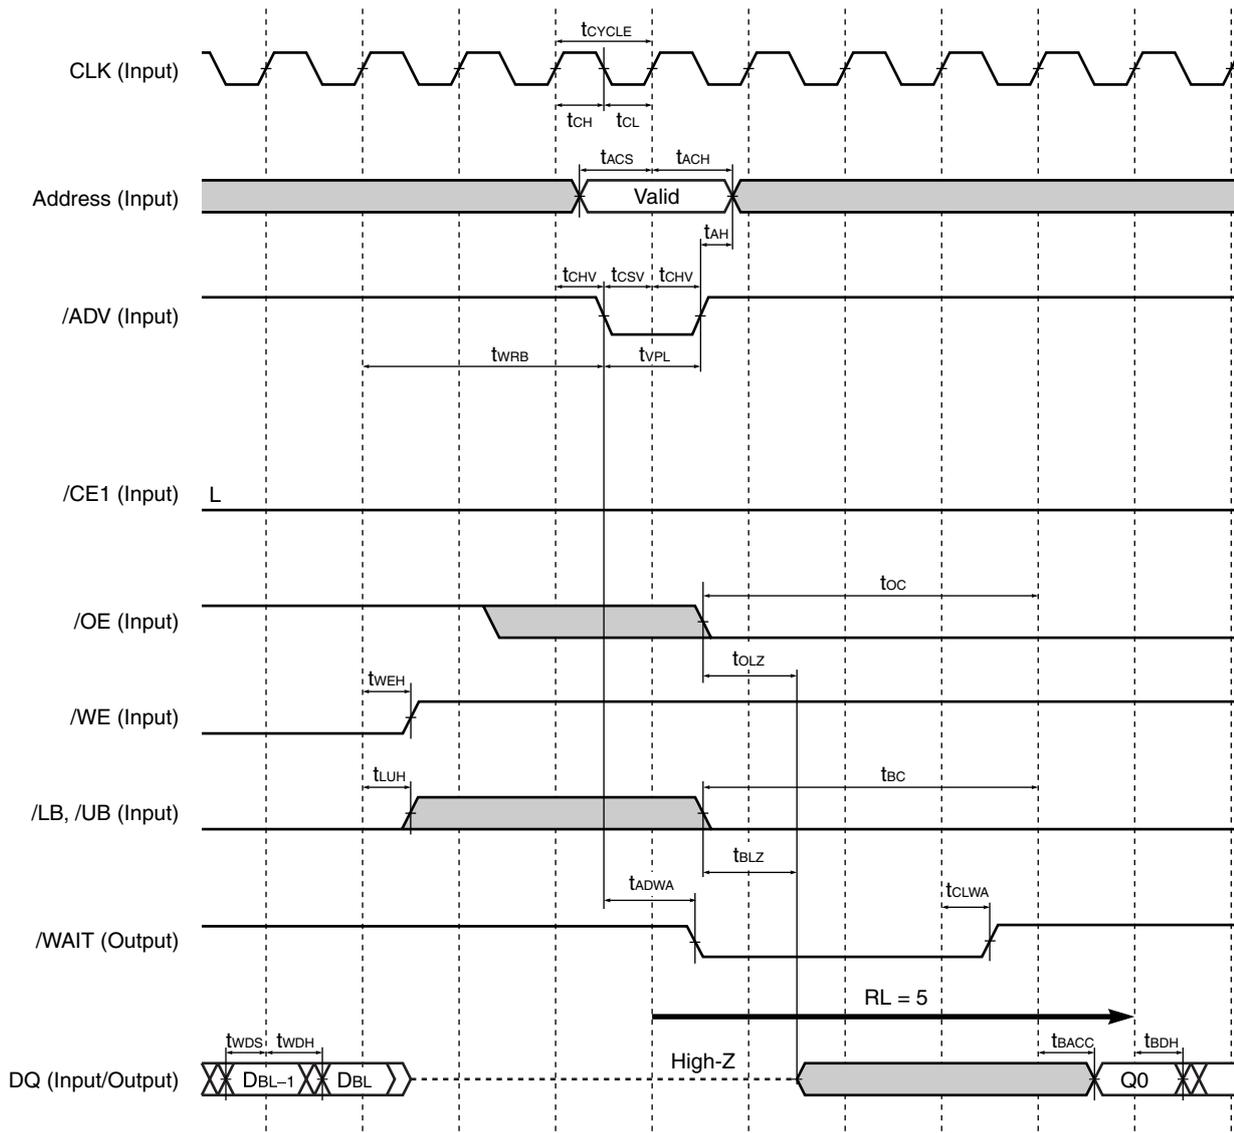 tCYCLE
CLK (Input)
tCH tCL
tACS tACH
Address (Input) Valid
tAH
tCHV tCSV tCHV
/ADV (Input)
tWRB tVPL
/CE1 (Input) L
tOC
/OE (Input)
tOLZ
tWEH
/WE (Input)
tLUH tBC
/LB, /UB (Input)
tBLZ
tADWA tCLWA
/WAIT (Output)
RL = 5
tWDS tWDH High-Z tBACC tBDH
DQ (Input/Output) DBL–1 DBL Q0